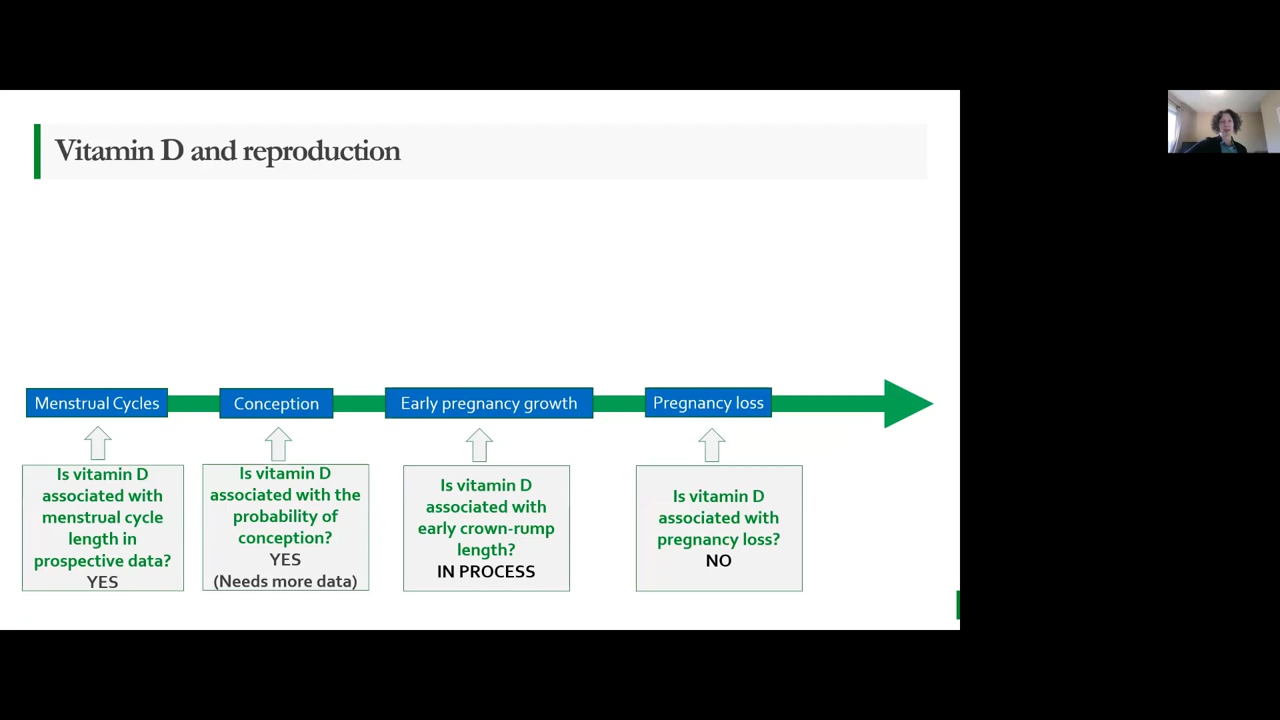 Vitamin D and reproduction
Menstrual Cycles
Conception
Early pregnancy growth
Pregnancy loss
Is vitamin D
associated with
menstrual cycle
length in
prospective data?
YES
Is vitamin D
associated with the
probability of
conception?
YES
(Needs more data)
Is vitamin D
associated with
early crown-rump
length?
IN PROCESS
Is vitamin D
associated with
pregnancy loss?
NO